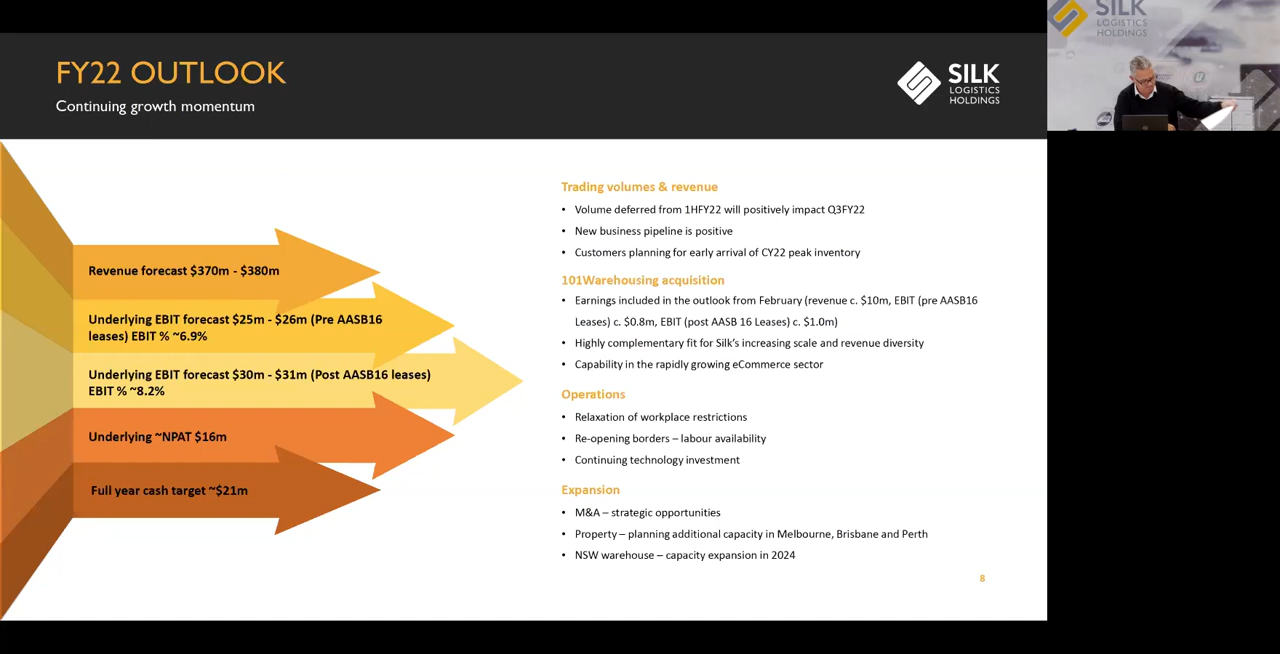 FY22 OUTLOOK
Continuing growth momentum
SILK
LOGISTICS
HOLDINGS
SILK
LOGISTICS
HOLDINGS
Revenue forecast $370m - $380m
Underlying EBIT forecast $25m - $26m (Pre AASB16
leases) EBIT % ~6.9%
Underlying EBIT forecast $30m - $31m (Post AASB16 leases)
EBIT % ~8.2%
Underlying ~NPAT $16m
Full year cash target ~$21m
Trading volumes & revenue
• Volume deferred from 1HFY22 will positively impact Q3FY22
• New business pipeline is positive
• Customers planning for early arrival of CY22 peak inventory
101Warehousing acquisition
• Earnings included in the outlook from February (revenue c. $10m, EBIT (pre AASB16
Leases) c. $0.8m, EBIT (post AASB 16 Leases) c. $1.0m)
• Highly complementary fit for Silk's increasing scale and revenue diversity
• Capability in the rapidly growing eCommerce sector
Operations
• Relaxation of workplace restrictions
• Re-opening borders – labour availability
• Continuing technology investment
Expansion
• M&A – strategic opportunities
• Property – planning additional capacity in Melbourne, Brisbane and Perth
• NSW warehouse – capacity expansion in 2024
8